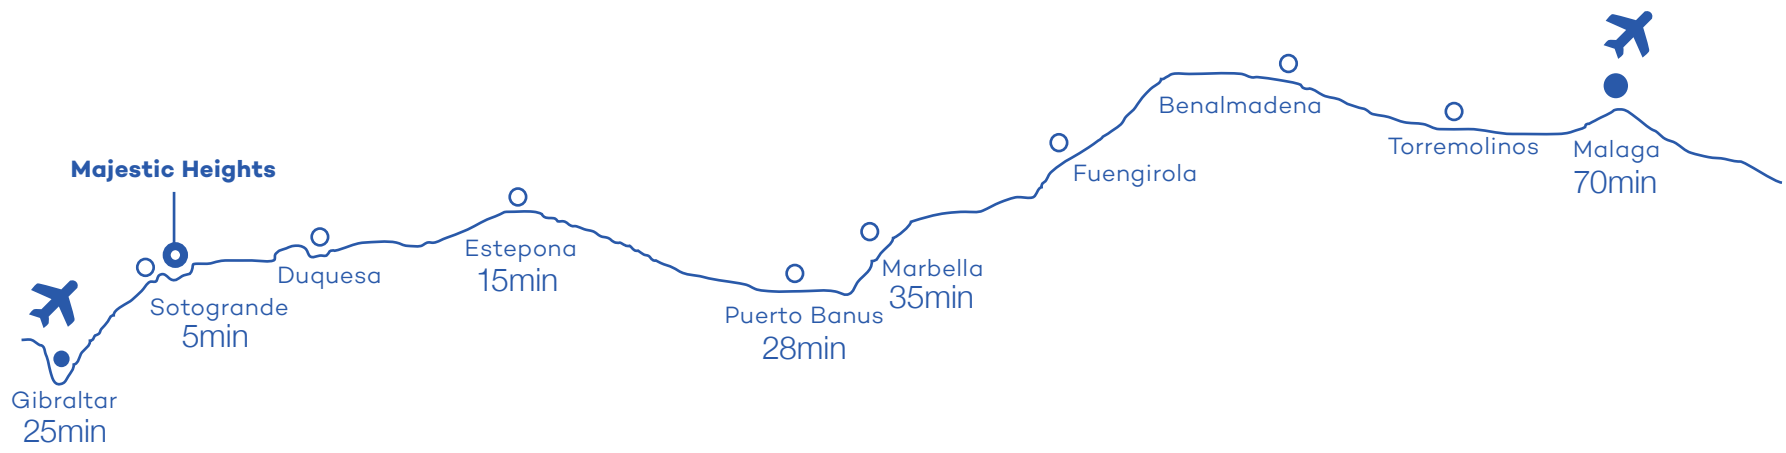 Majestic Heights
Gibraltar
25min
Sotogrande
5min
Duquesa
Estepona
15min
Puerto Banus
28min
Marbella
35min
Fuengirola
Benalmadena
Torremolinos
Malaga
70min